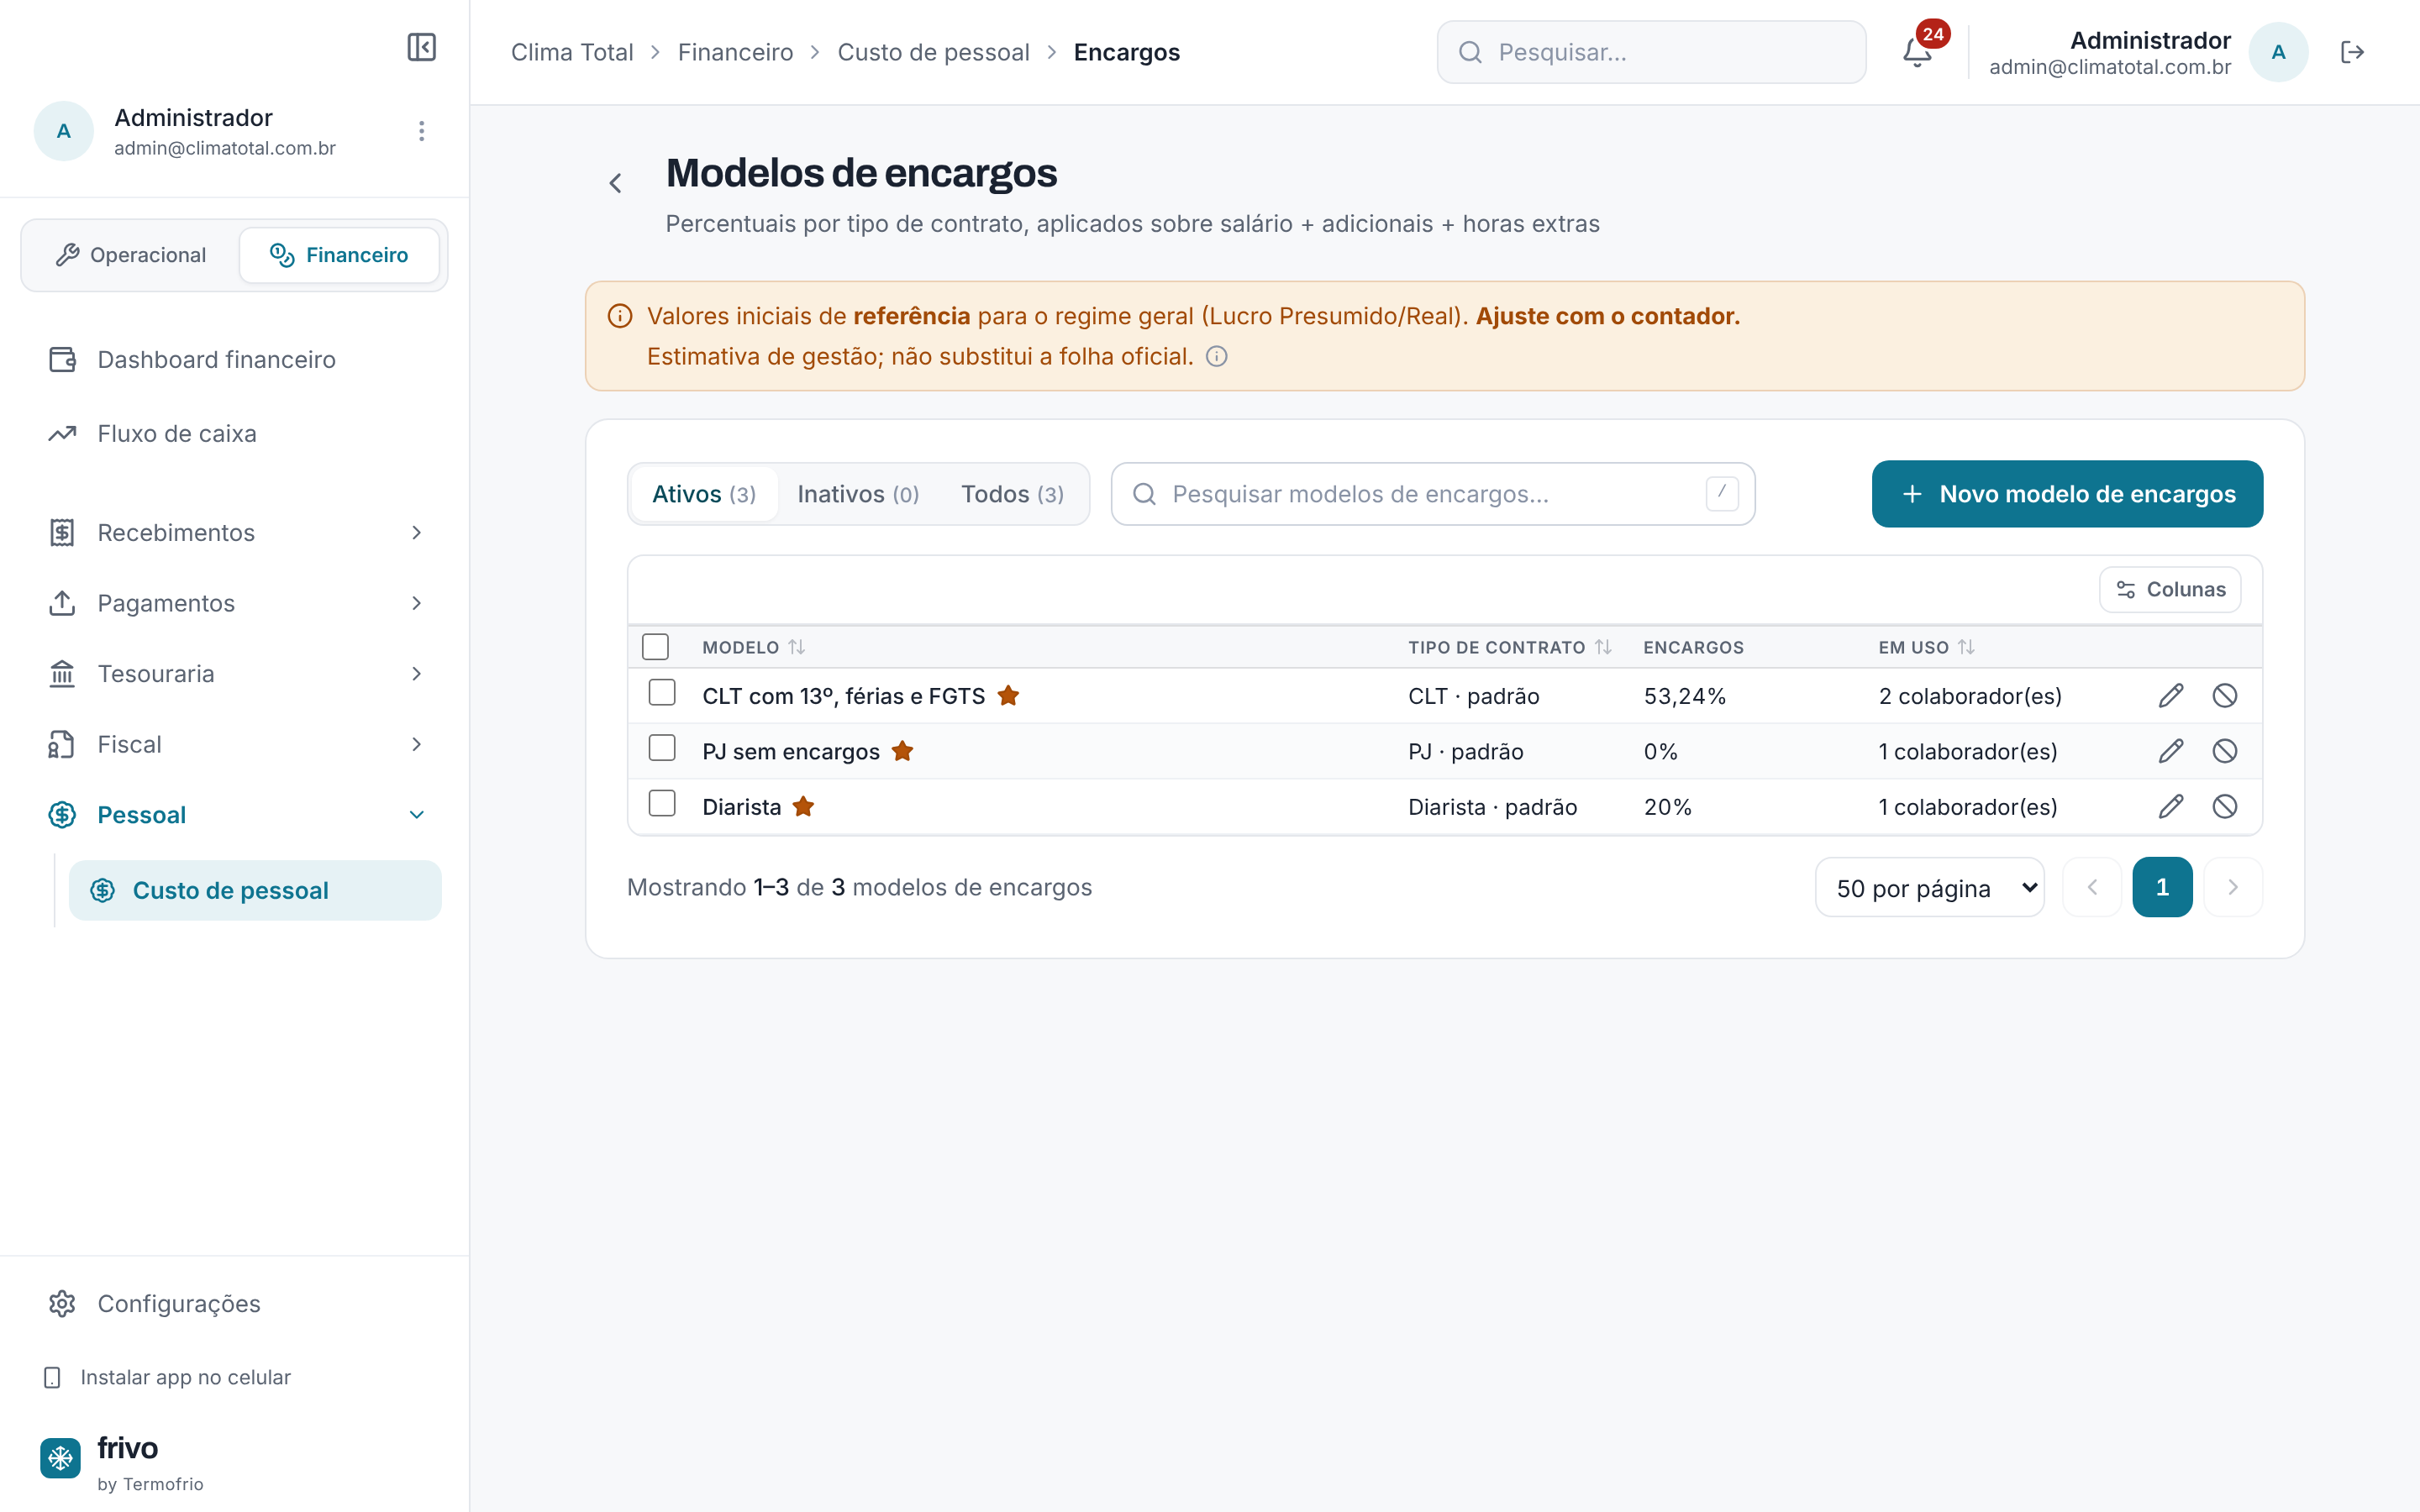 Administrador
admin@climatotal.com.br
A
Operacional
Financeiro
Dashboard financeiro
Fluxo de caixa
Recebimentos
Pagamentos
Tesouraria
Fiscal
Pessoal
Custo de pessoal
Configurações
Instalar app no celular
frivo
by Termofrio
Clima Total > Financeiro > Custo de pessoal > Encargos
Pesquisar...
24
Administrador
admin@climatotal.com.br
A
Modelos de encargos
Percentuais por tipo de contrato, aplicados sobre salário + adicionais + horas extras
Valores iniciais de referência para o regime geral (Lucro Presumido/Real). Ajuste com o contador.
Estimativa de gestão; não substitui a folha oficial.
Ativos (3) Inativos (0) Todos (3)
Pesquisar modelos de encargos...
/
+ Novo modelo de encargos
Colunas
MODELO TIPO DE CONTRATO ENCARGOS EM USO
CLT com 13º, férias e FGTS CLT · padrão 53,24% 2 colaborador(es)
PJ sem encargos PJ · padrão 0% 1 colaborador(es)
Diarista Diarista · padrão 20% 1 colaborador(es)
Mostrando 1–3 de 3 modelos de encargos
50 por página
1